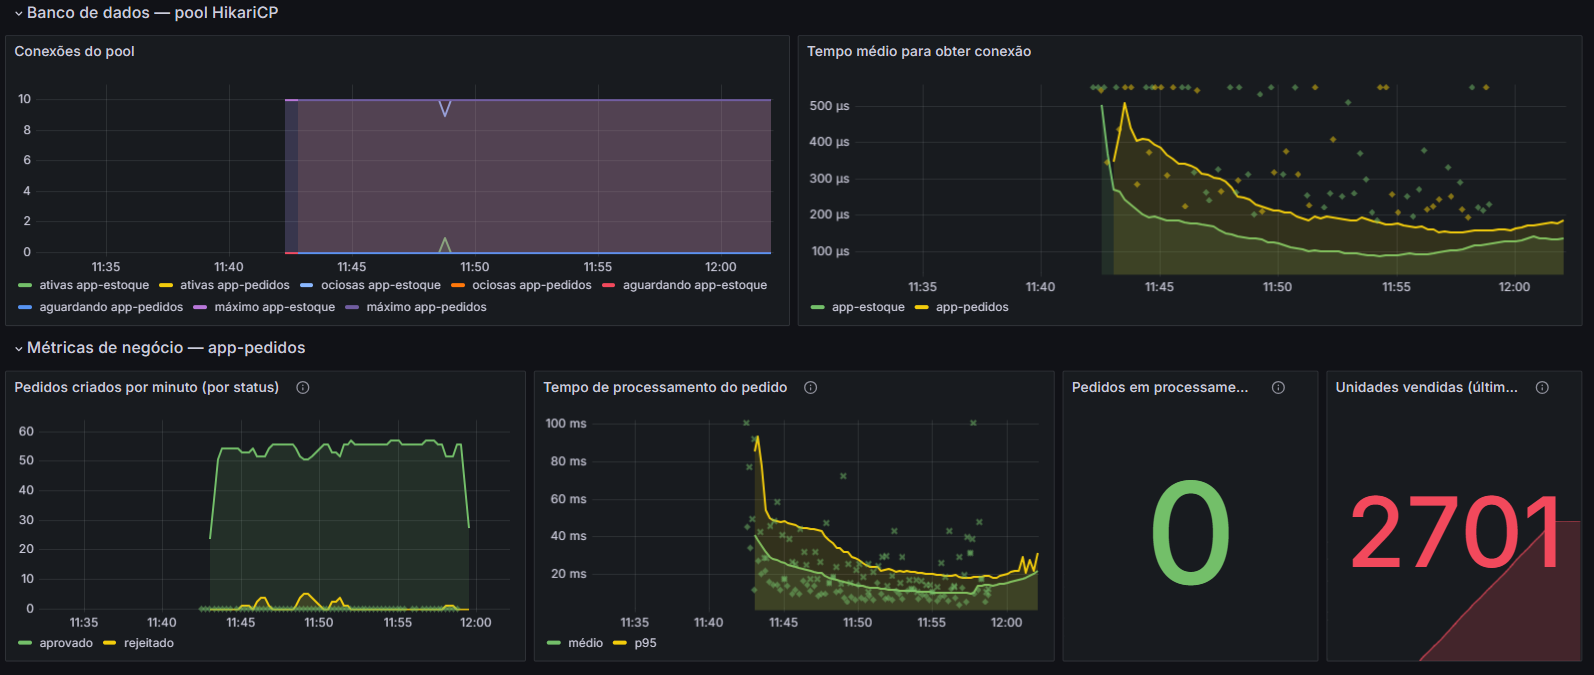 Banco de dados — pool HikariCP
Conexões do pool
10
8
6
4
2
0
11:35 11:40 11:45 11:50 11:55 12:00
ativas app-estoque ativas app-pedidos ociosas app-estoque ociosas app-pedidos aguardando app-estoque
aguardando app-pedidos máximo app-estoque máximo app-pedidos
Tempo médio para obter conexão
500 µs
400 µs
300 µs
200 µs
100 µs
11:35 11:40 11:45 11:50 11:55 12:00
app-estoque app-pedidos
Métricas de negócio — app-pedidos
Pedidos criados por minuto (por status)
60
50
40
30
20
10
0
11:35 11:40 11:45 11:50 11:55 12:00
aprovado rejeitado
Tempo de processamento do pedido
100 ms
80 ms
60 ms
40 ms
20 ms
11:35 11:40 11:45 11:50 11:55 12:00
médio p95
Pedidos em processame...
0
Unidades vendidas (últim...
2701